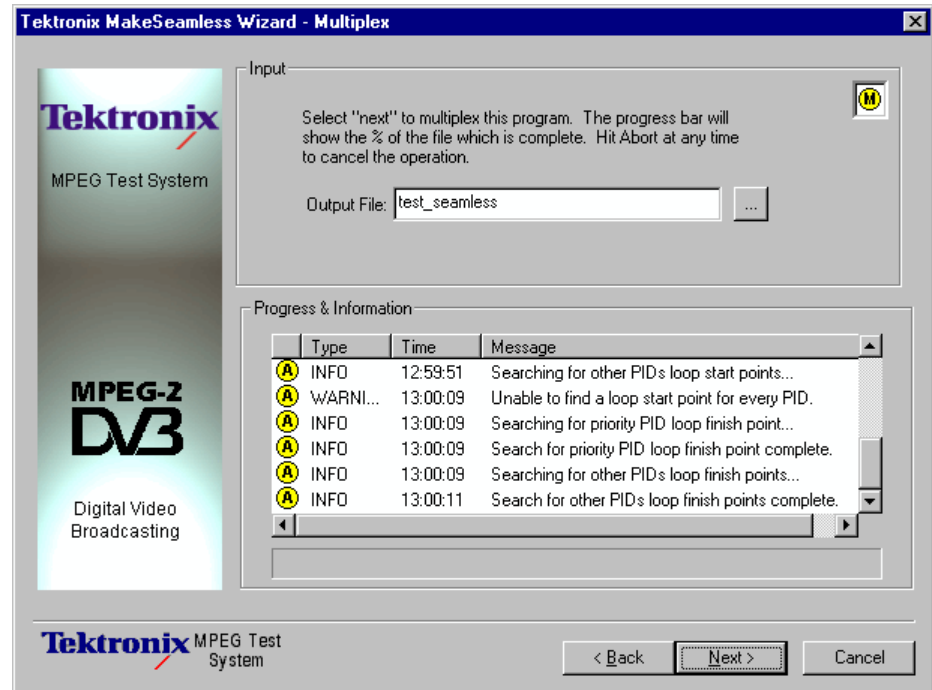 Tektronix MakeSeamless Wizard - Multiplex
Tektronix
MPEG Test System
MPEG-2
DVB
Digital Video
Broadcasting
Input
M
Select "next" to multiplex this program. The progress bar will
show the % of the file which is complete. Hit Abort at any time
to cancel the operation.
Output File: test_seamless ...
Progress & Information
Type Time Message
A INFO 12:59:51 Searching for other PIDs loop start points...
A WARNI... 13:00:09 Unable to find a loop start point for every PID.
A INFO 13:00:09 Searching for priority PID loop finish point...
A INFO 13:00:09 Search for priority PID loop finish point complete.
A INFO 13:00:09 Searching for other PIDs loop finish points...
A INFO 13:00:11 Search for other PIDs loop finish points complete.
Tektronix MPEG Test
System
< Back Next > Cancel